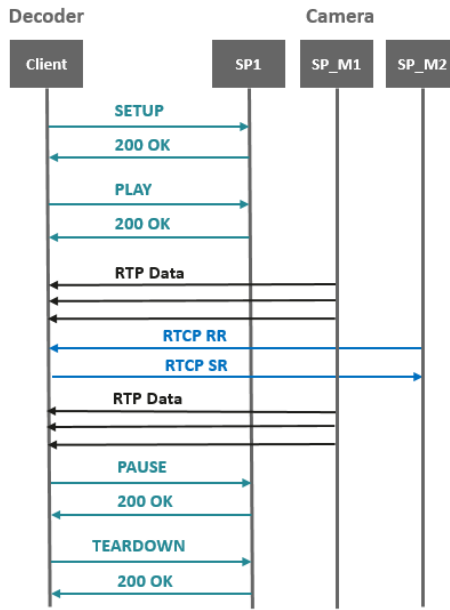 Decoder Camera
Client SP1 SP_M1 SP_M2
SETUP
200 OK
PLAY
200 OK
RTP Data
RTCP RR
RTCP SR
RTP Data
PAUSE
200 OK
TEARDOWN
200 OK